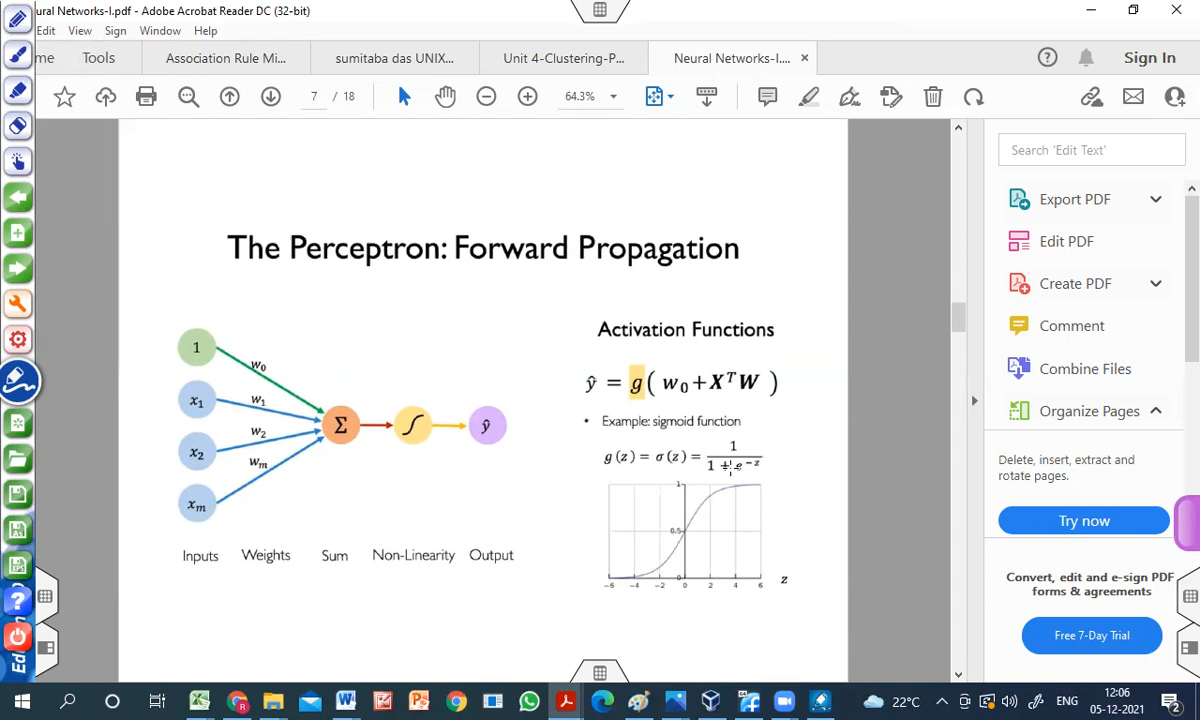 ural Networks-I.pdf - Adobe Acrobat Reader DC (32-bit)
Edit View Sign Window Help
me Tools Association Rule Mi... sumitaba das UNIX... Unit 4-Clustering-P... Neural Networks-I.... × Sign In
7 / 18 64.3%
Search 'Edit Text'
Export PDF
Edit PDF
Create PDF
Comment
Combine Files
Organize Pages
Delete, insert, extract and
rotate pages.
Try now
Convert, edit and e-sign PDF
forms & agreements
Free 7-Day Trial
The Perceptron: Forward Propagation
1
x₁
x₂
xₘ
w₀
w₁
w₂
wₘ
Σ
∫
ŷ
Inputs Weights Sum Non-Linearity Output
Activation Functions
ŷ = g ( w₀ + XᵀW )
• Example: sigmoid function
g(z) = σ(z) = 1 / (1 + e⁻ᶻ)
1
0.5
0
-6 -4 -2 0 2 4 6 z
22°C ENG 12:06
05-12-2021 2